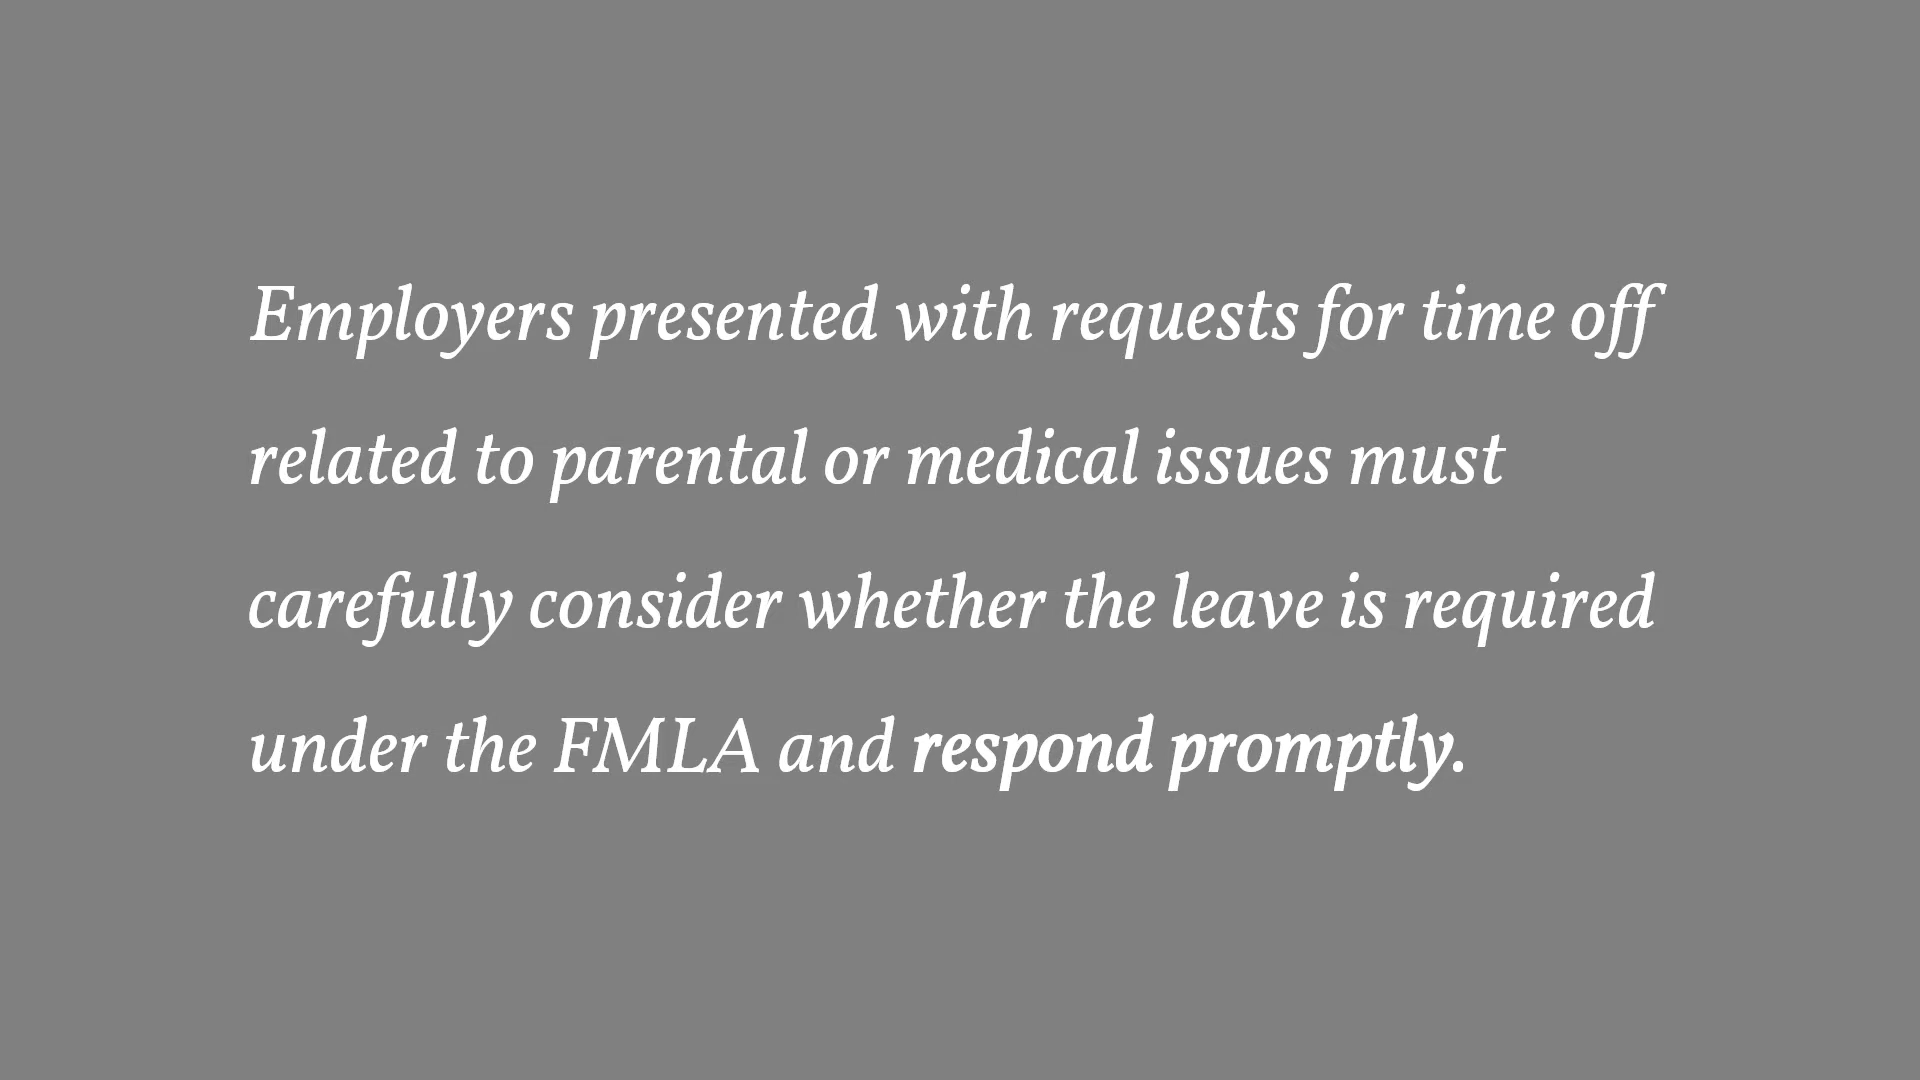 Employers presented with requests for time off
related to parental or medical issues must
carefully consider whether the leave is required
under the FMLA and respond promptly.